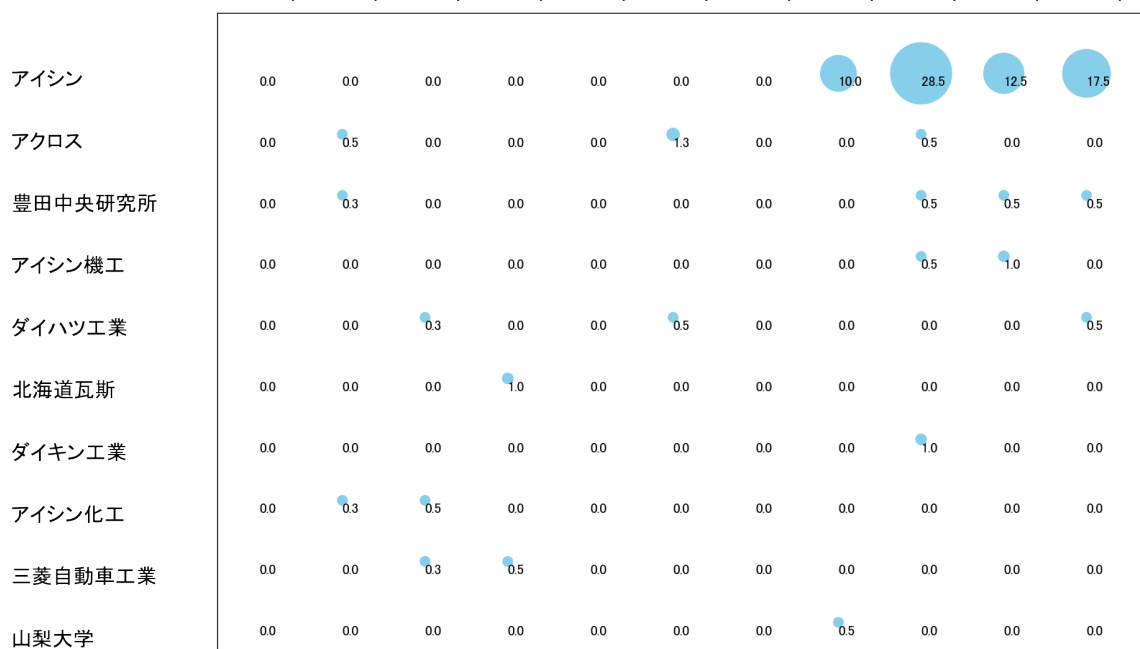 アイシン 0.0 0.0 0.0 0.0 0.0 0.0 0.0 10.0 28.5 12.5 17.5
アクロス 0.0 0.5 0.0 0.0 0.0 1.3 0.0 0.0 0.5 0.0 0.0
豊田中央研究所 0.0 0.3 0.0 0.0 0.0 0.0 0.0 0.0 0.5 0.5 0.5
アイシン機工 0.0 0.0 0.0 0.0 0.0 0.0 0.0 0.0 0.5 1.0 0.0
ダイハツ工業 0.0 0.0 0.3 0.0 0.0 0.5 0.0 0.0 0.0 0.0 0.5
北海道瓦斯 0.0 0.0 0.0 1.0 0.0 0.0 0.0 0.0 0.0 0.0 0.0
ダイキン工業 0.0 0.0 0.0 0.0 0.0 0.0 0.0 0.0 1.0 0.0 0.0
アイシン化工 0.0 0.3 0.5 0.0 0.0 0.0 0.0 0.0 0.0 0.0 0.0
三菱自動車工業 0.0 0.0 0.3 0.5 0.0 0.0 0.0 0.0 0.0 0.0 0.0
山梨大学 0.0 0.0 0.0 0.0 0.0 0.0 0.0 0.5 0.0 0.0 0.0